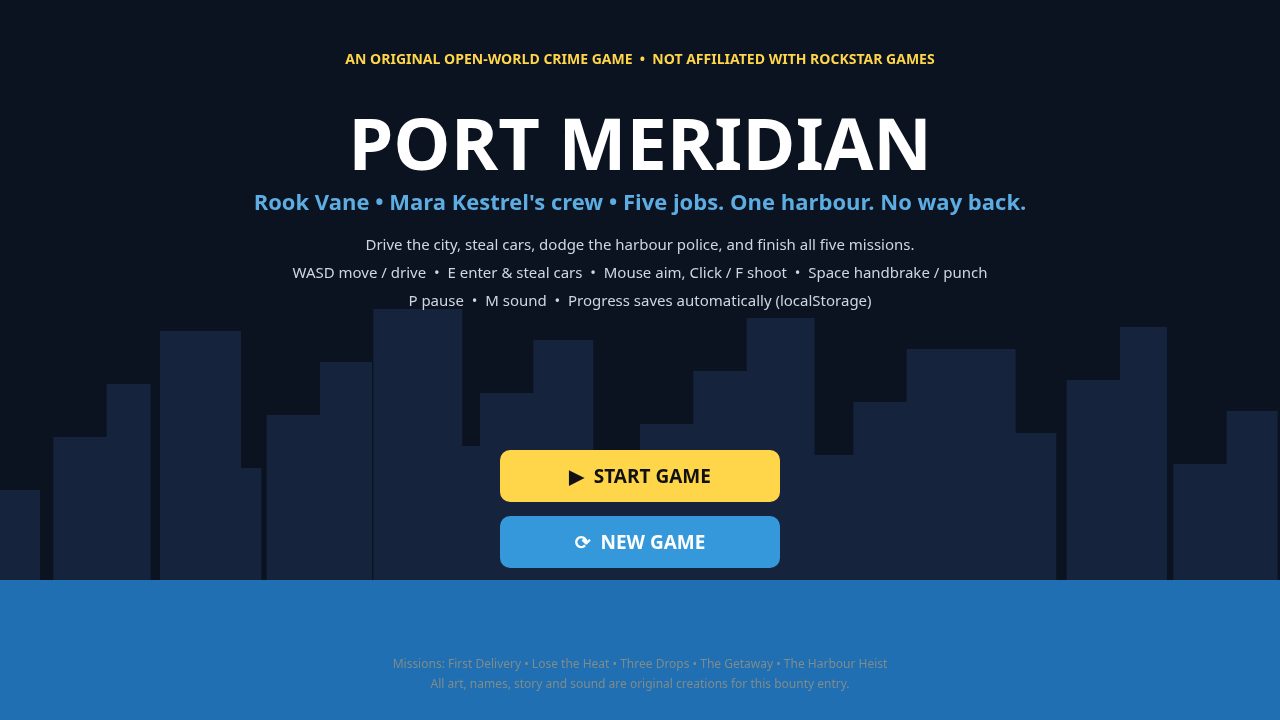 AN ORIGINAL OPEN-WORLD CRIME GAME • NOT AFFILIATED WITH ROCKSTAR GAMES
PORT MERIDIAN
Rook Vane • Mara Kestrel's crew • Five jobs. One harbour. No way back.
Drive the city, steal cars, dodge the harbour police, and finish all five missions.
WASD move / drive • E enter & steal cars • Mouse aim, Click / F shoot • Space handbrake / punch
P pause • M sound • Progress saves automatically (localStorage)
▶ START GAME
⟳ NEW GAME
Missions: First Delivery • Lose the Heat • Three Drops • The Getaway • The Harbour Heist
All art, names, story and sound are original creations for this bounty entry.